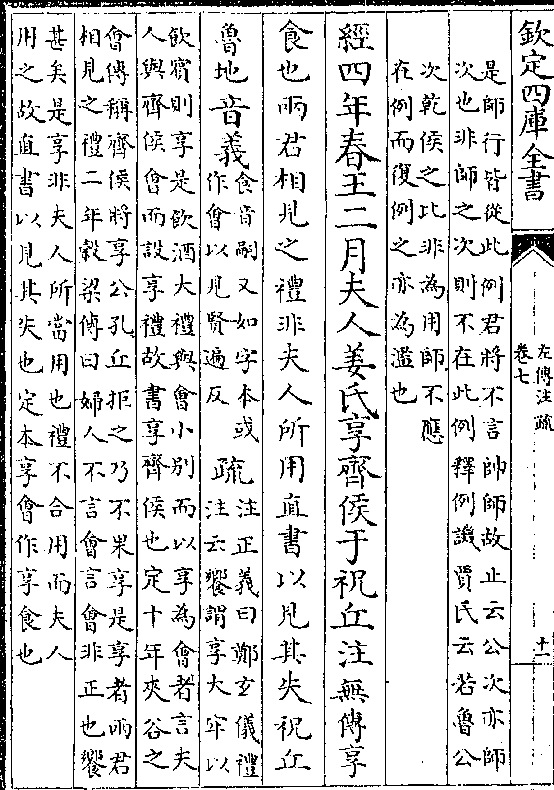 欽定四庫全書
左傳注疏
卷七
十一
是師行皆從此例君將不言帥師故止云公次亦師
次也非師之次則不在此例釋例譏賈氏云若魯公
次乾侯之比非為用師不應
在例而復例之亦為濫也
經四年春王二月夫人姜氏享齊侯于祝丘注無傳享
食也兩君相見之禮非夫人所用直書以見其失祝丘
魯地音義
食音嗣又如字本或
作會以見賢遍反
疏
注正義曰鄭玄儀禮
注云饗謂享大牢以
飲賓則享是飲酒大禮與會小別而以享為會者言夫
人與齊侯會而設享禮故書享齊侯也定十年夾谷之
會傳稱齊侯將享公孔丘拒之乃不果享是享者兩君
相見之禮二年榖梁傳曰婦人不言會言會非正也饗
甚矣是享非夫人所當用也禮不合用而夫人
用之故直書以見其失也定本享會作享食也